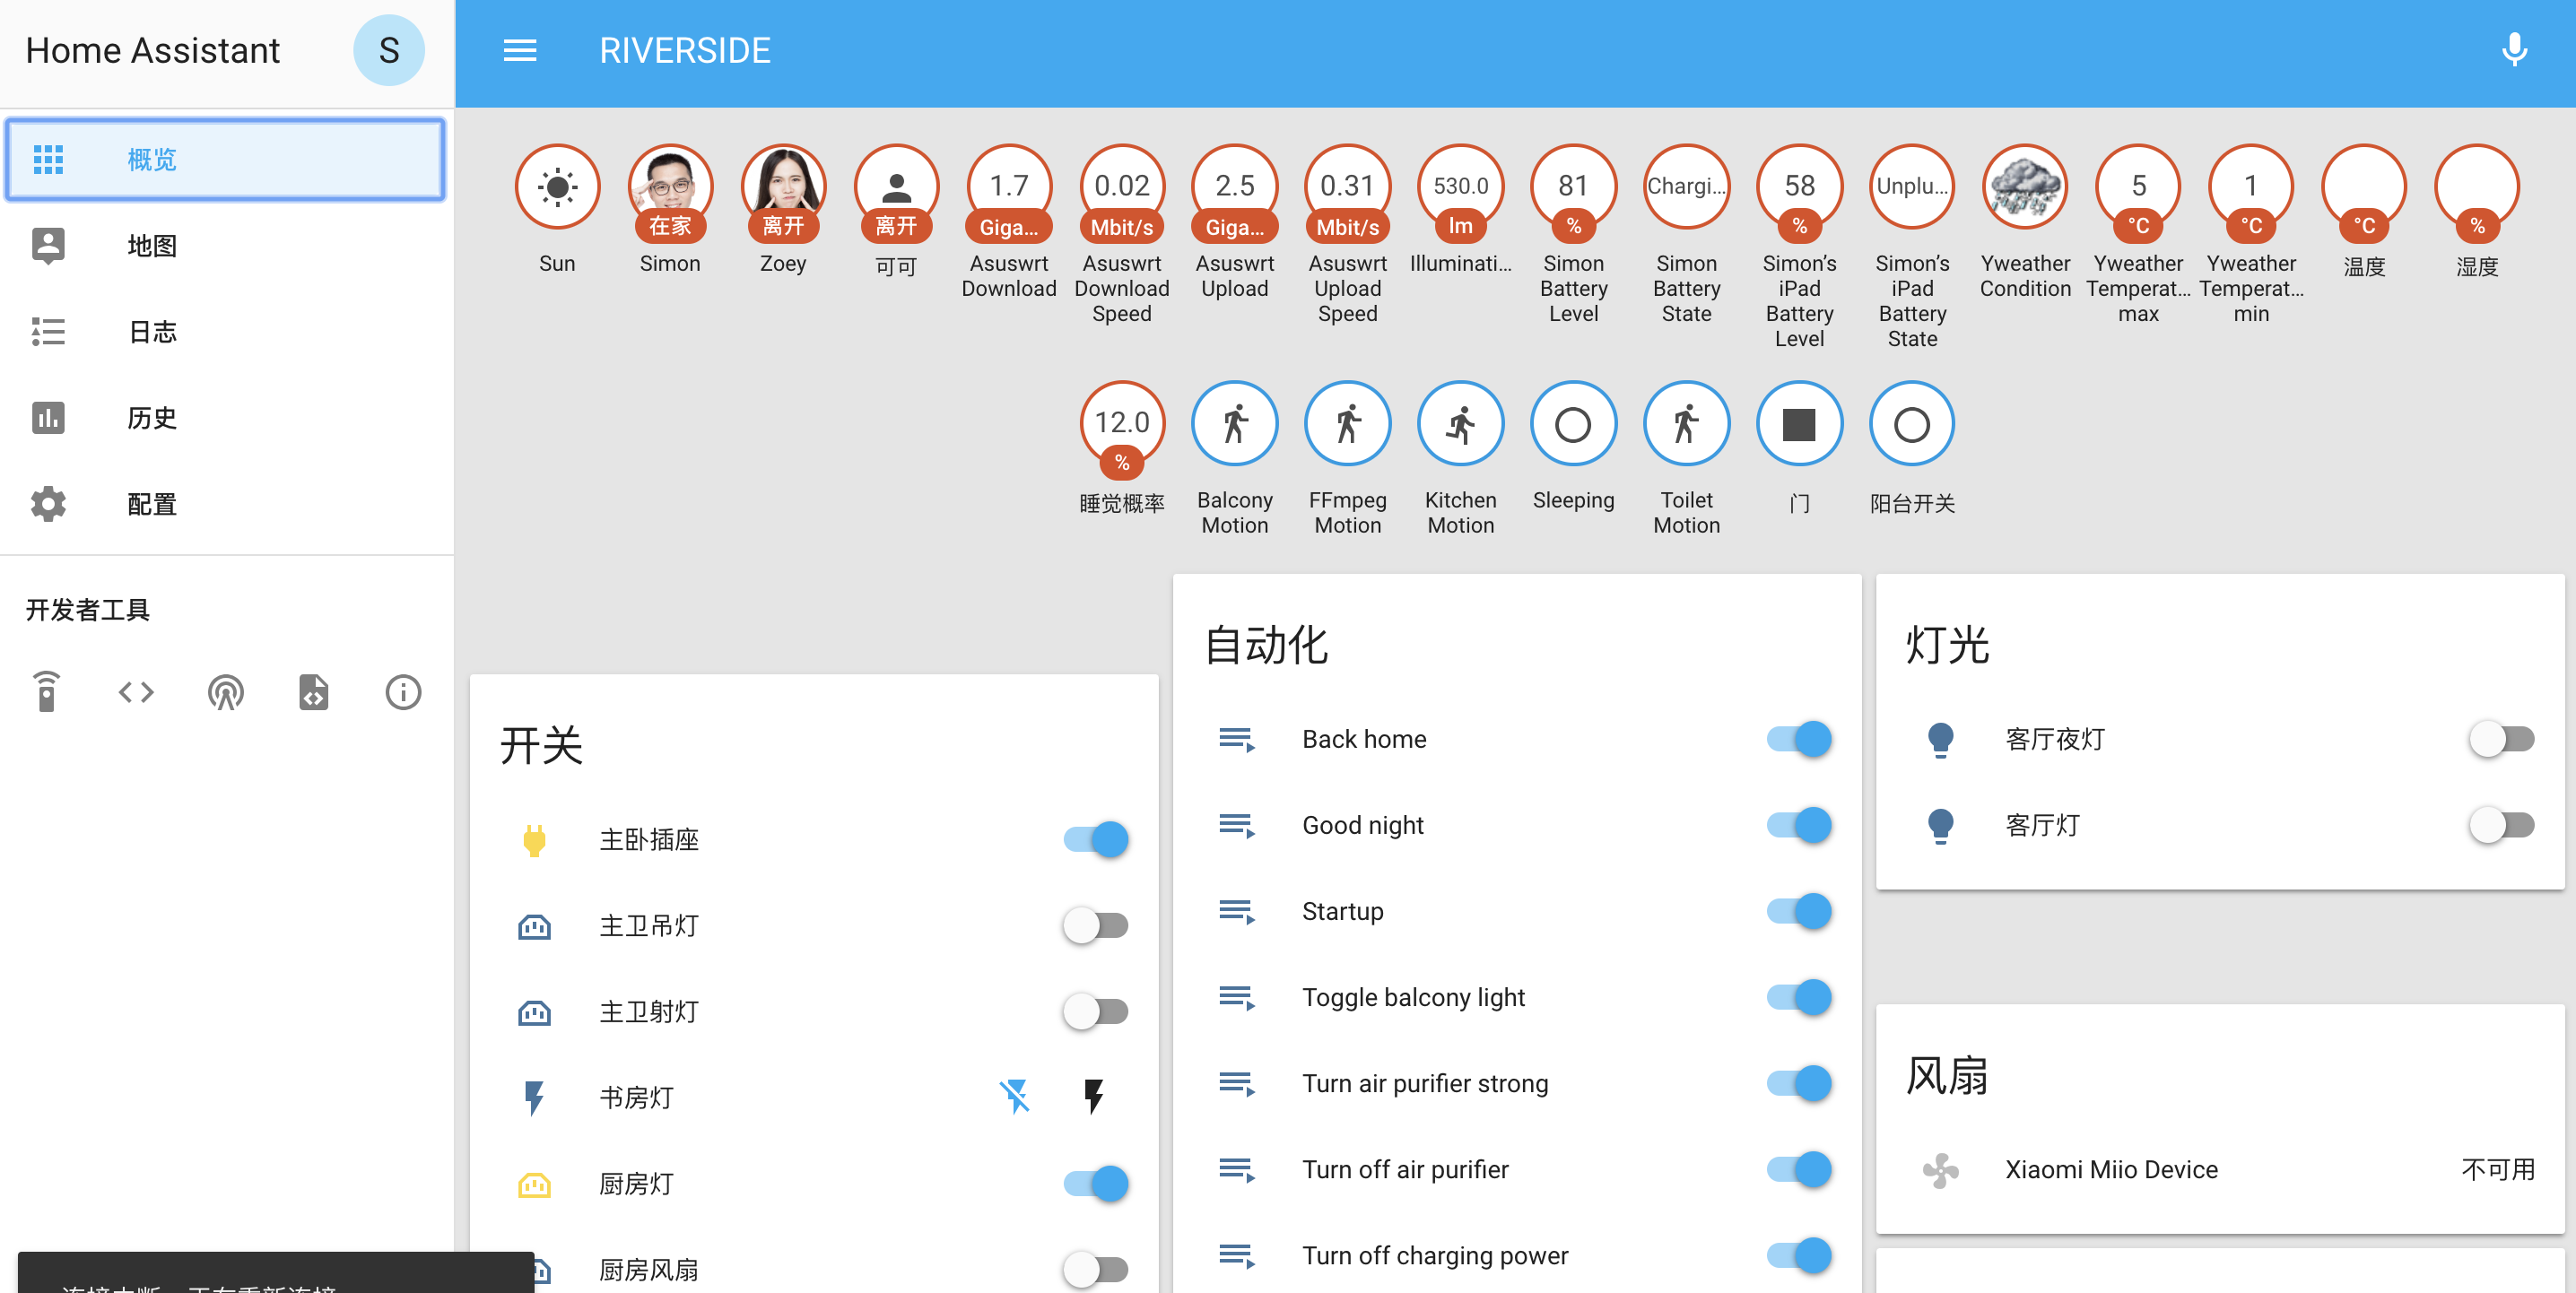 Home Assistant
S
RIVERSIDE
概览
地图
日志
历史
配置
开发者工具
Sun
在家
Simon
离开
Zoey
离开
可可
1.7
Giga...
Asuswrt
Download
0.02
Mbit/s
Asuswrt
Download
Speed
2.5
Giga...
Asuswrt
Upload
0.31
Mbit/s
Asuswrt
Upload
Speed
530.0
lm
Illuminati...
81
%
Simon
Battery
Level
Chargi...
Simon
Battery
State
58
%
Simon’s
iPad
Battery
Level
Unplu...
Simon’s
iPad
Battery
State
Yweather
Condition
5
°C
Yweather
Temperat...
max
1
°C
Yweather
Temperat...
min
°C
温度
%
湿度
12.0
%
睡觉概率
Balcony
Motion
FFmpeg
Motion
Kitchen
Motion
Sleeping
Toilet
Motion
门
阳台开关
开关
主卧插座
主卫吊灯
主卫射灯
书房灯
厨房灯
厨房风扇
自动化
Back home
Good night
Startup
Toggle balcony light
Turn air purifier strong
Turn off air purifier
Turn off charging power
灯光
客厅夜灯
客厅灯
风扇
Xiaomi Miio Device
不可用